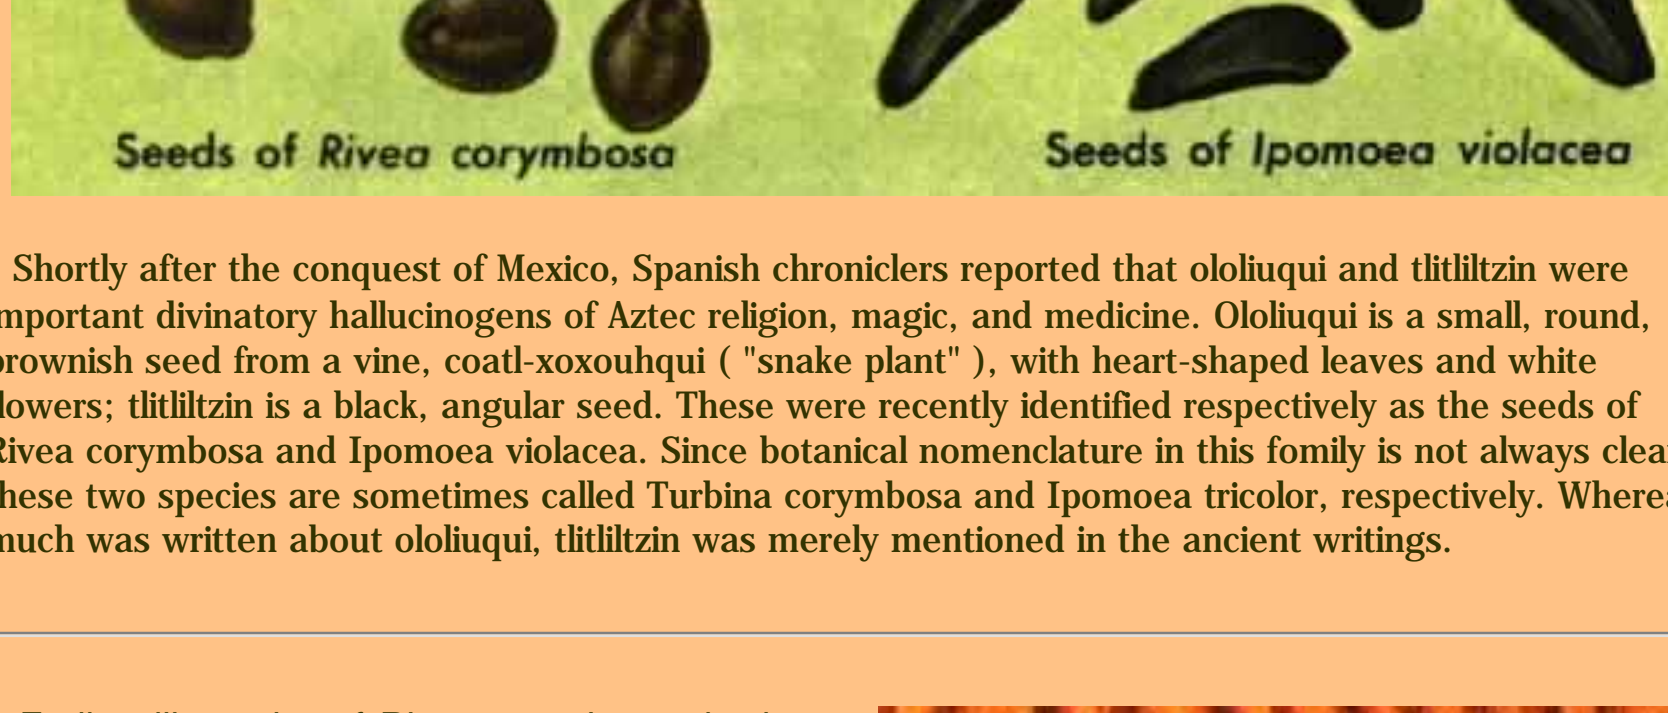 Seeds of Rivea corymbosa
Seeds of Ipomoea violacea
Shortly after the conquest of Mexico, Spanish chroniclers reported that ololiuqui and tlitliltzin were
mportant divinatory hallucinogens of Aztec religion, magic, and medicine. Ololiuqui is a small, round,
brownish seed from a vine, coatl-xoxouhqui ( "snake plant" ), with heart-shaped leaves and white
lowers; tlitliltzin is a black, angular seed. These were recently identified respectively as the seeds of
Rivea corymbosa and Ipomoea violacea. Since botanical nomenclature in this fomily is not always clea
hese two species are sometimes called Turbina corymbosa and Ipomoea tricolor, respectively. Wherea
much was written about ololiuqui, tlitliltzin was merely mentioned in the ancient writings.